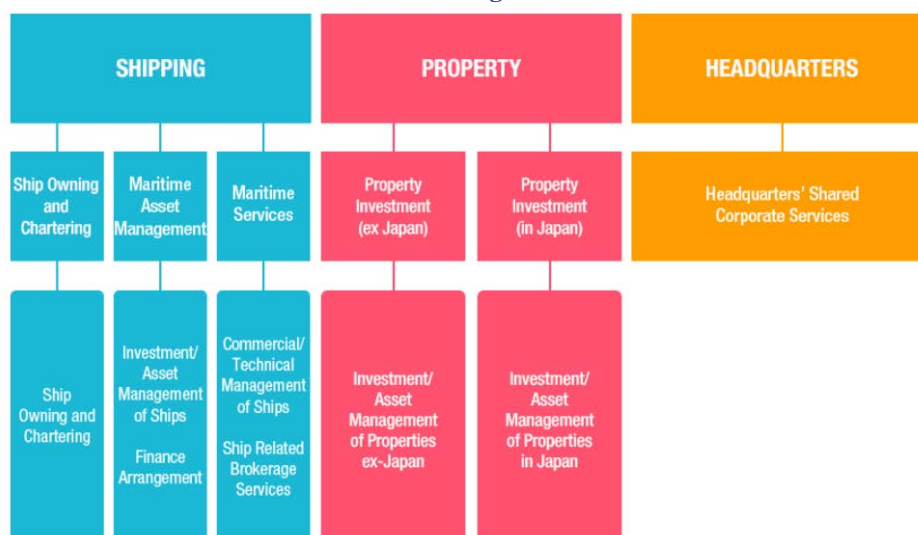 SHIPPING
PROPERTY
HEADQUARTERS
Ship Owning
and
Chartering
Maritime
Asset
Management
Maritime
Services
Property
Investment
(ex Japan)
Property
Investment
(in Japan)
Headquarters' Shared
Corporate Services
Ship
Owning and
Chartering
Investment/
Asset
Management
of Ships
Finance
Arrangement
Commercial/
Technical
Management
of Ships
Ship Related
Brokerage
Services
Investment/
Asset
Management
of Properties
ex-Japan
Investment/
Asset
Management
of Properties
in Japan